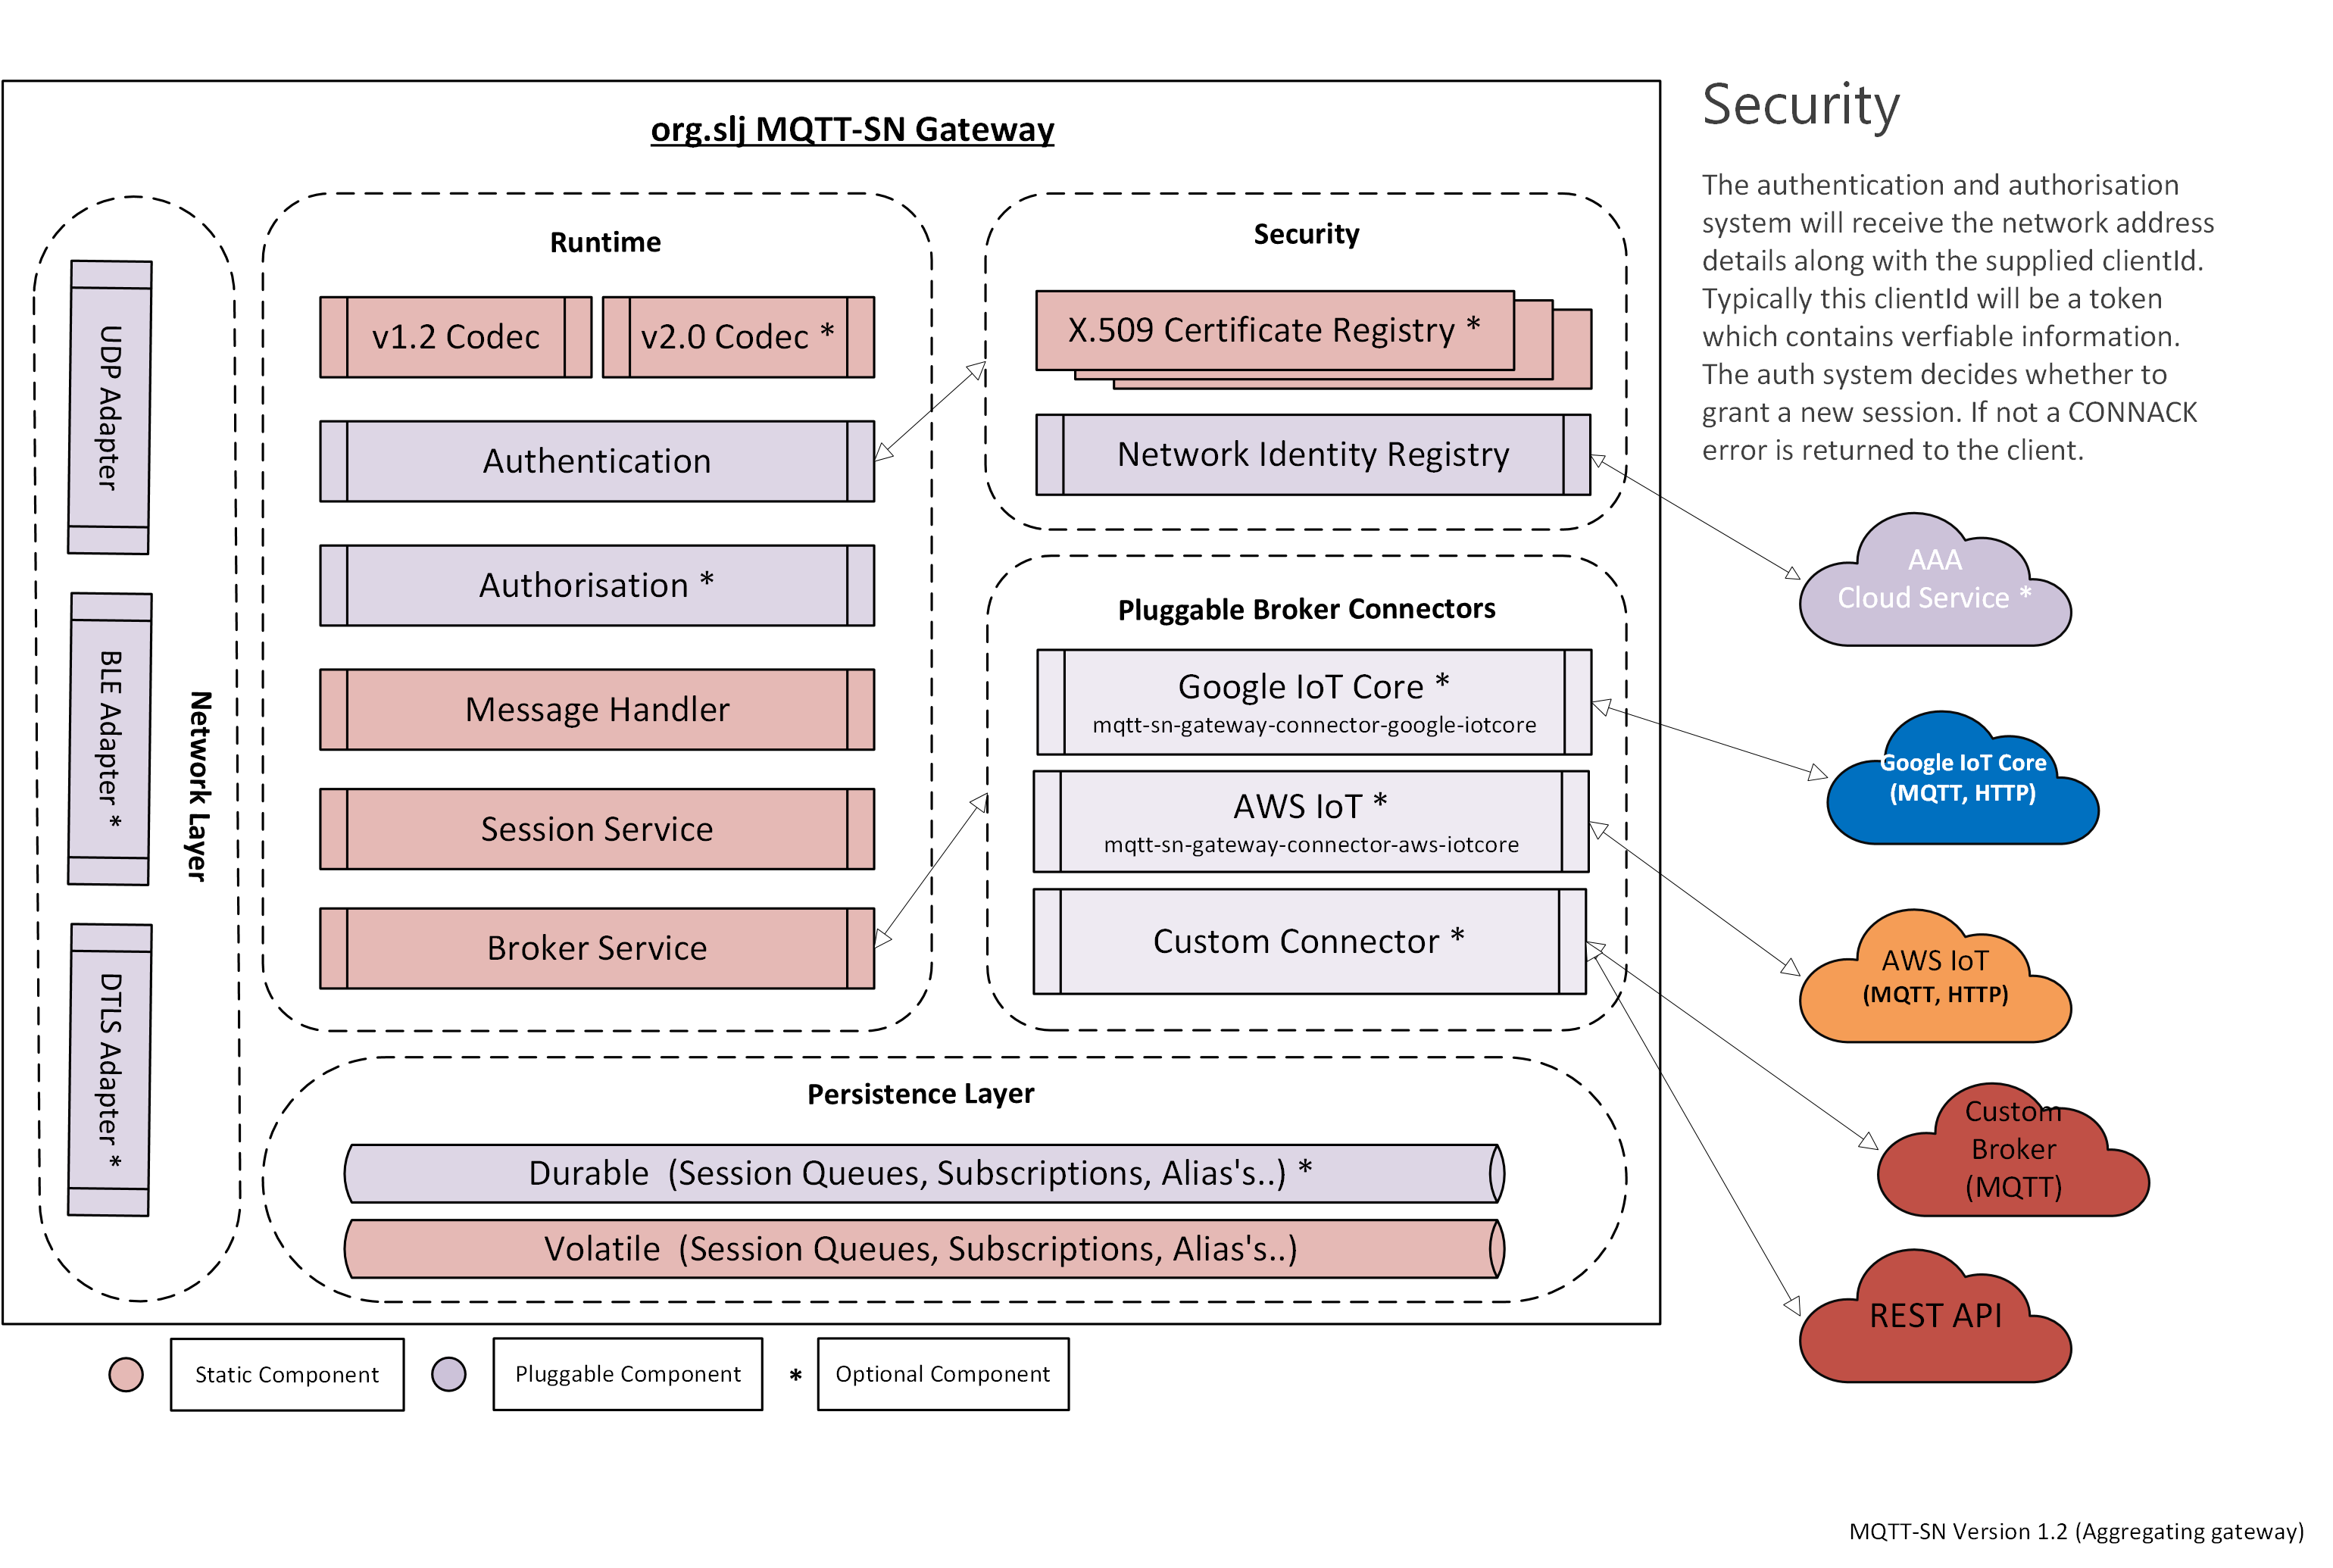 org.slj MQTT-SN Gateway
Network Layer
UDP Adapter
BLE Adapter *
DTLS Adapter *
Runtime
v1.2 Codec
v2.0 Codec *
Authentication
Authorisation *
Message Handler
Session Service
Broker Service
Security
X.509 Certificate Registry *
Network Identity Registry
Pluggable Broker Connectors
Google IoT Core *
mqtt-sn-gateway-connector-google-iotcore
AWS IoT *
mqtt-sn-gateway-connector-aws-iotcore
Custom Connector *
Persistence Layer
Durable (Session Queues, Subscriptions, Alias's..) *
Volatile (Session Queues, Subscriptions, Alias's..)
Static Component
Pluggable Component
* Optional Component
Security
The authentication and authorisation
system will receive the network address
details along with the supplied clientId.
Typically this clientId will be a token
which contains verfiable information.
The auth system decides whether to
grant a new session. If not a CONNACK
error is returned to the client.
AAA
Cloud Service *
Google IoT Core
(MQTT, HTTP)
AWS IoT
(MQTT, HTTP)
Custom
Broker
(MQTT)
REST API
MQTT-SN Version 1.2 (Aggregating gateway)